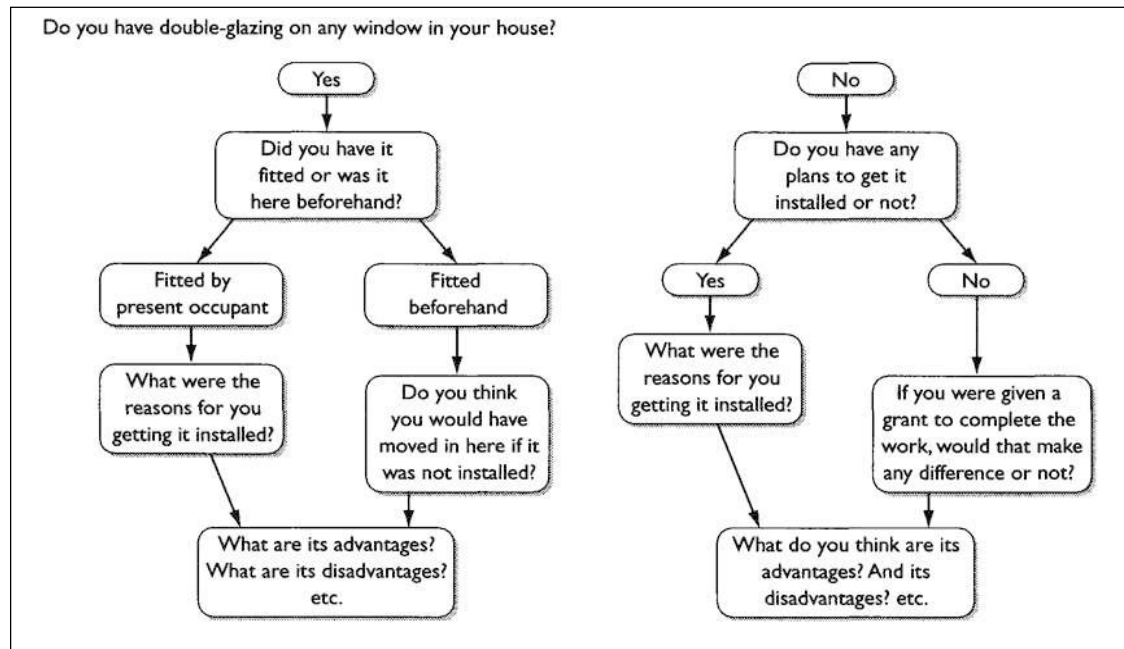 Do you have double-glazing on any window in your house?
Yes
Did you have it
fitted or was it
here beforehand?
Fitted by
present occupant
What were the
reasons for you
getting it installed?
Fitted
beforehand
Do you think
you would have
moved in here if it
was not installed?
What are its advantages?
What are its disadvantages?
etc.
No
Do you have any
plans to get it
installed or not?
Yes
What were the
reasons for you
getting it installed?
No
If you were given a
grant to complete the
work, would that make
any difference or not?
What do you think are its
advantages? And its
disadvantages? etc.